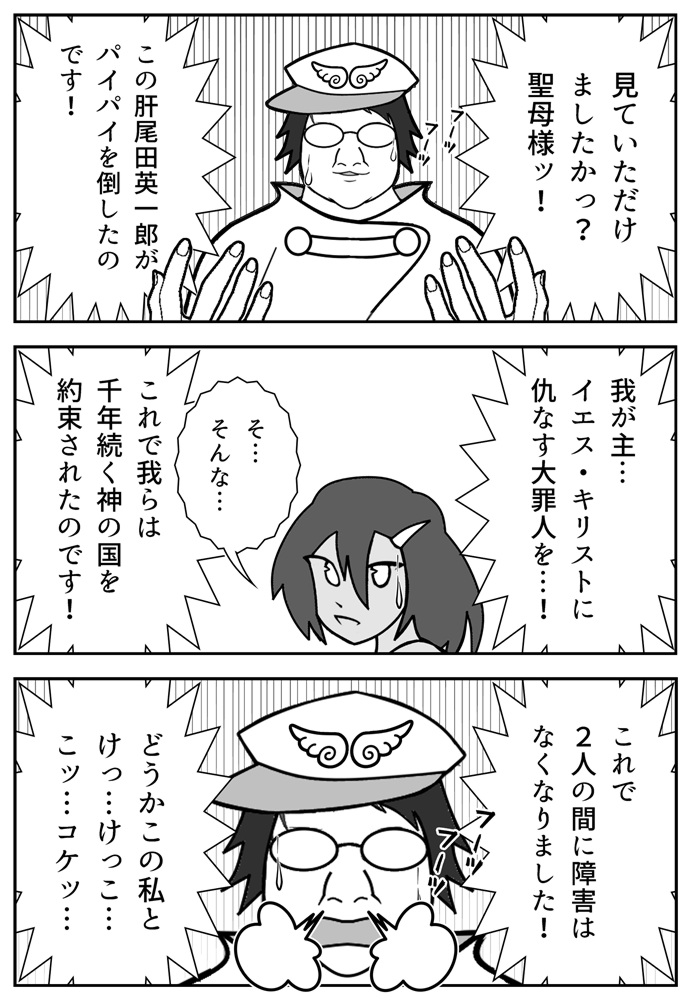 見ていただけ
ましたかっ？
聖母様ッ！
フッフッ
この肝尾田英一郎が
パイパイを倒したの
です！
我が主…
イエス・キリストに
仇なす大罪人を…！
そ…
そんな…
これで我らは
千年続く神の国を
約束されたのです！
これで
２人の間に障害は
なくなりました！
フッフッ
どうかこの私と
けっ…けっこ…
こッ…コケッ…